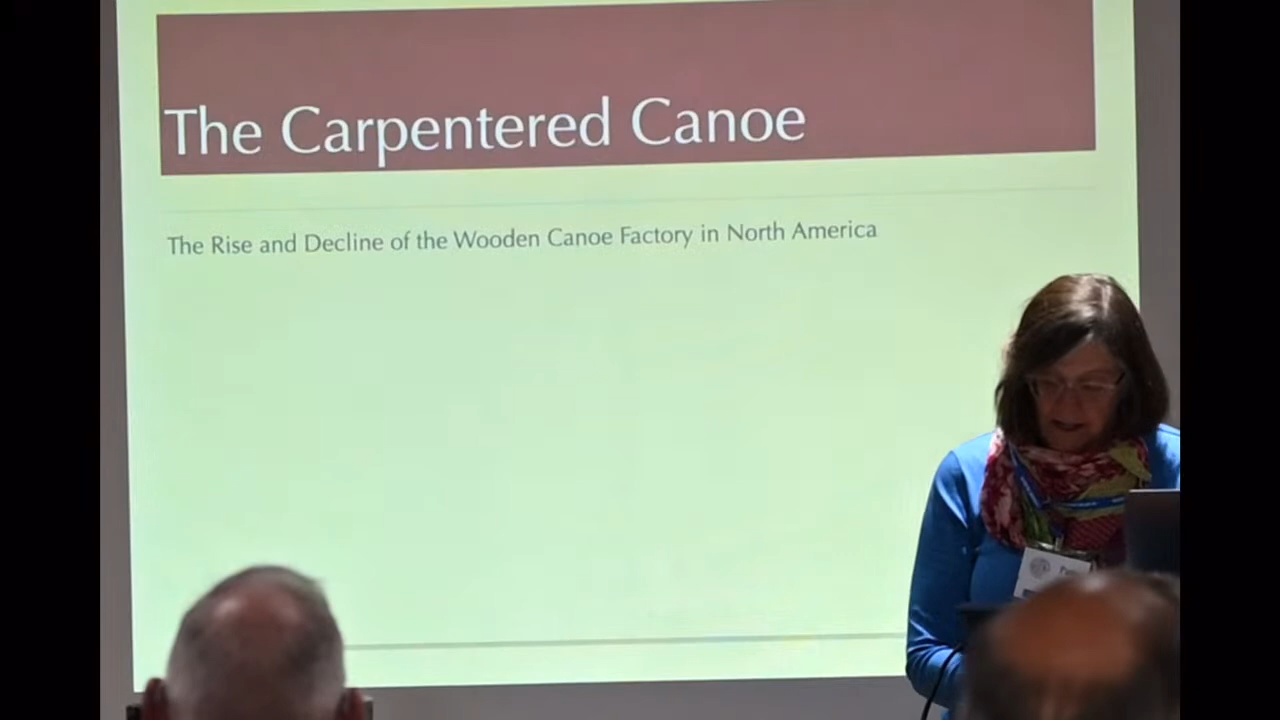 The Carpentered Canoe
The Rise and Decline of the Wooden Canoe Factory in North America